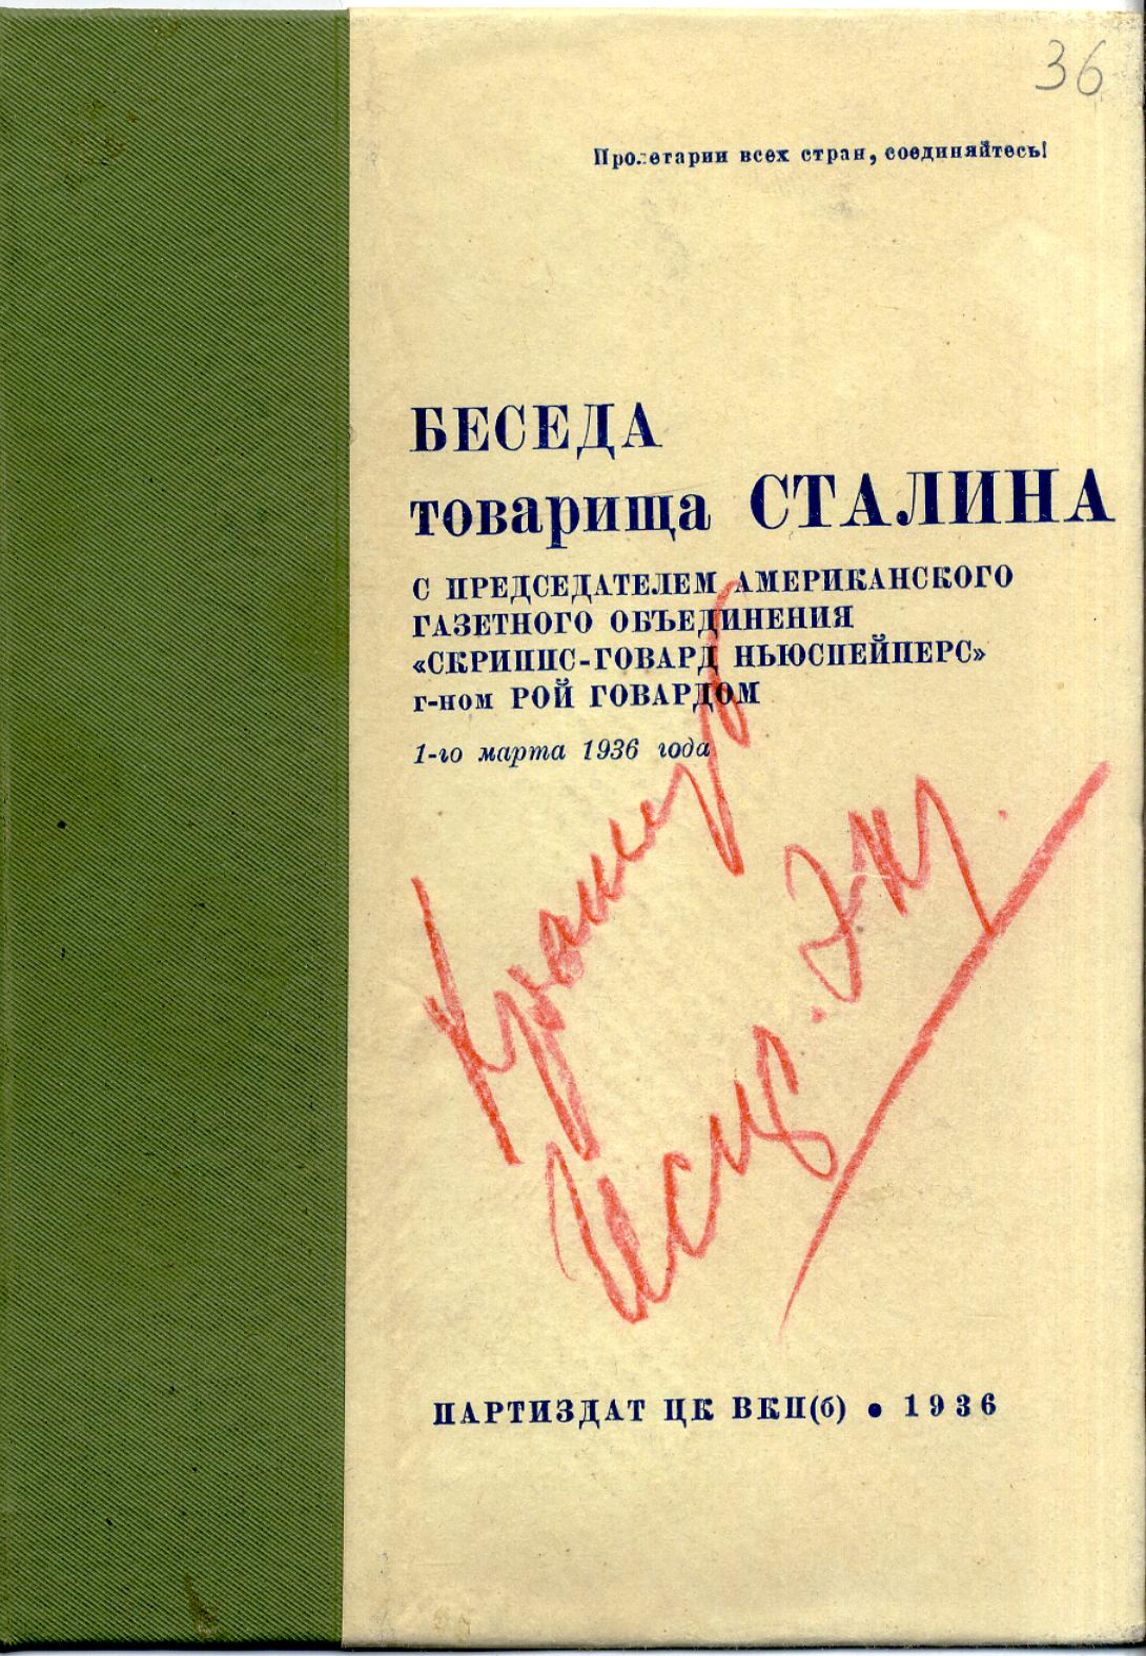 36
Пролетарии всех стран, соединяйтесь!
БЕСЕДА
товарища СТАЛИНА
С ПРЕДСЕДАТЕЛЕМ АМЕРИКАНСКОГО
ГАЗЕТНОГО ОБЪЕДИНЕНИЯ
«СКРИППС-ГОВАРД НЬЮСПЕЙПЕРС»
г-ном РОЙ ГОВАРДОМ
1-го марта 1936 года
экз.
ПАРТИЗДАТ ЦК ВКП(б) • 1936